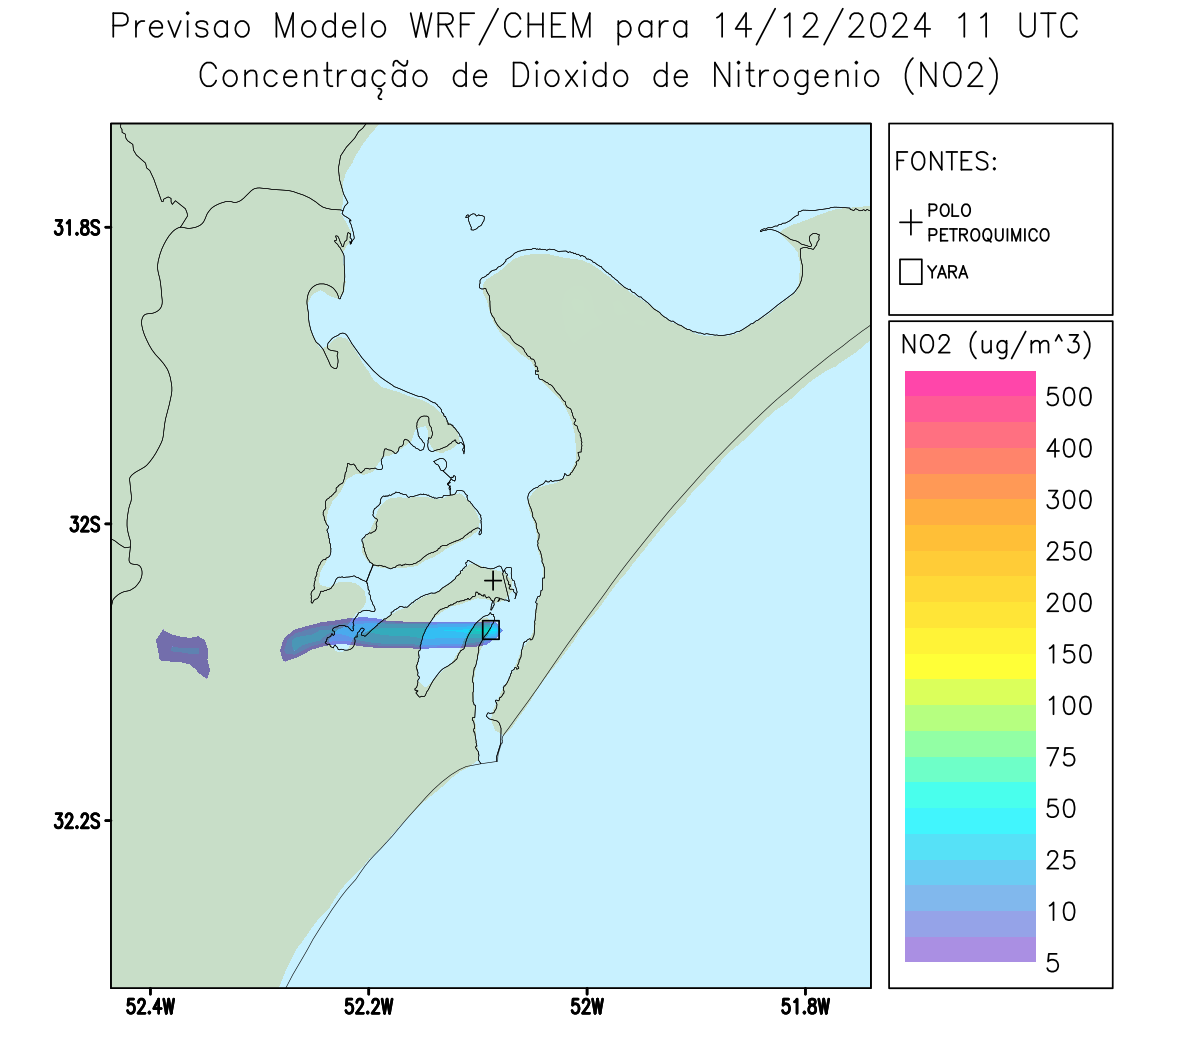 Previsao Modelo WRF/CHEM para 14/12/2024 11 UTC
Concentração de Dioxido de Nitrogenio (NO2)
FONTES:
POLO
PETROQUIMICO
YARA
31.8S
32S
32.2S
52.4W
52.2W
52W
51.8W
NO2 (ug/m^3)
500
400
300
250
200
150
100
75
50
25
10
5